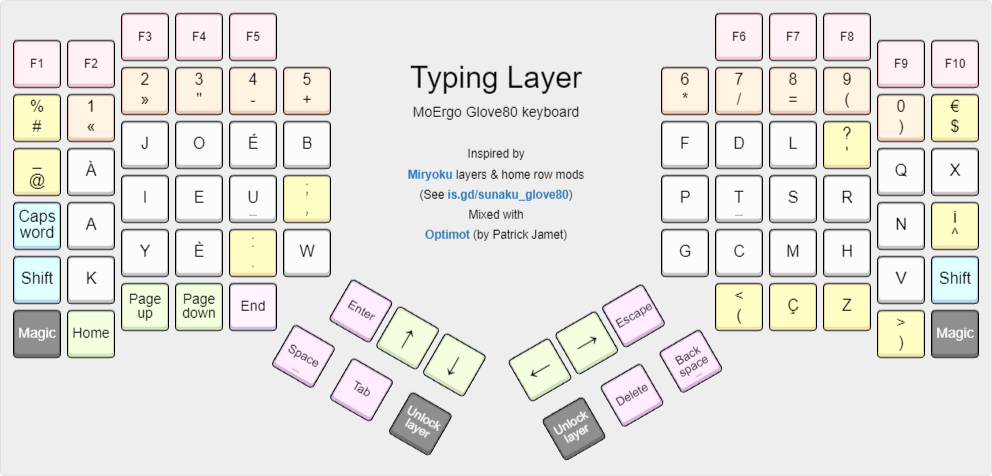 F3 F4 F5
F6 F7 F8
F1 F2
F9 F10
Typing Layer
2 3 4 5
» " - +
6 7 8 9
* / = (
% 1
# «
0 €
) $
MoErgo Glove80 keyboard
J O É B
F D L ?
'
Inspired by
_ À
@
Q X
Miryoku layers & home row mods
I E U ;
_ ,
(See is.gd/sunaku_glove80)
P T S R
_
Mixed with
Caps A
word
N i
^
Optimot (by Patrick Jamet)
Y È : W
.
G C M H
Shift K
V Shift
Page Page End
up down
Enter ↑ ↓
← → Escape
< Ç Z
(
Magic Home
> Magic
)
Space Tab Unlock
_ layer
Unlock Delete Back
layer space
_